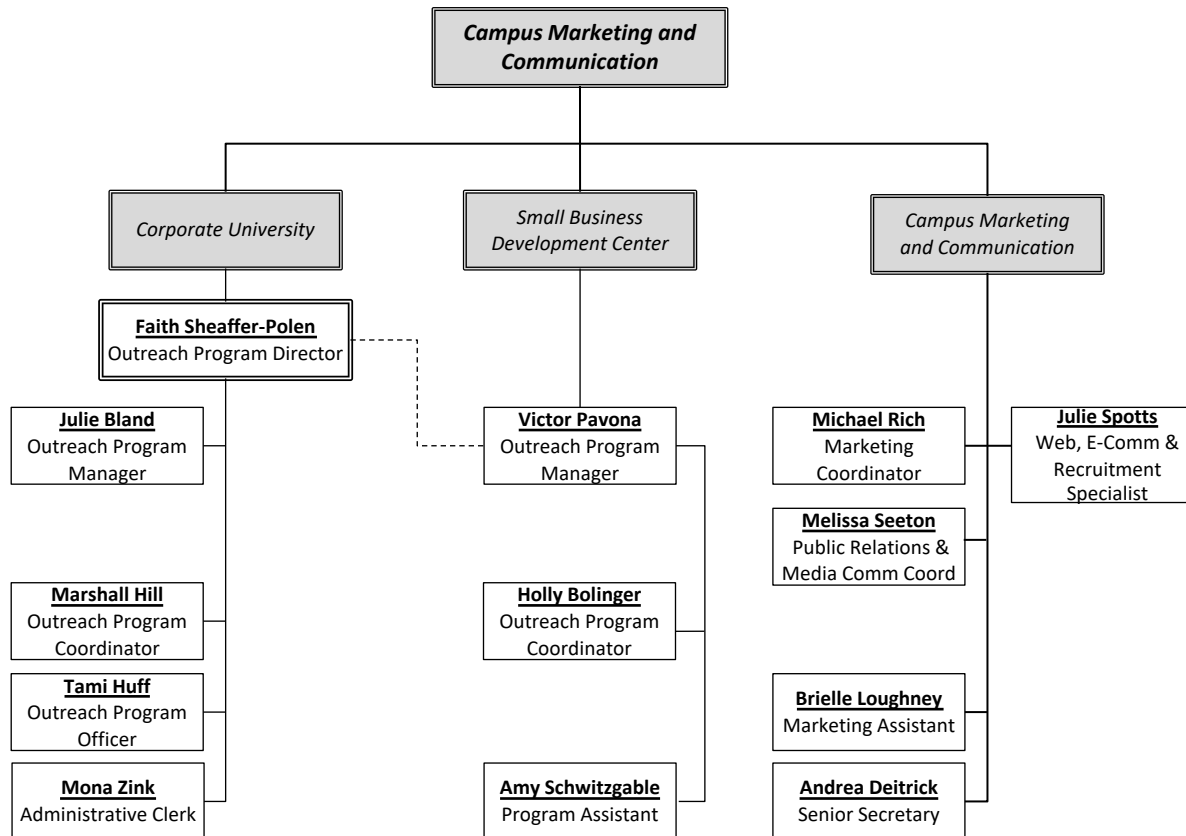 Campus Marketing and
Communication
Corporate University
Small Business
Development Center
Campus Marketing
and Communication
Faith Sheaffer-Polen
Outreach Program Director
Julie Bland
Outreach Program
Manager
Victor Pavona
Outreach Program
Manager
Michael Rich
Marketing
Coordinator
Julie Spotts
Web, E-Comm &
Recruitment
Specialist
Melissa Seeton
Public Relations &
Media Comm Coord
Marshall Hill
Outreach Program
Coordinator
Holly Bolinger
Outreach Program
Coordinator
Tami Huff
Outreach Program
Officer
Brielle Loughney
Marketing Assistant
Mona Zink
Administrative Clerk
Amy Schwitzgable
Program Assistant
Andrea Deitrick
Senior Secretary